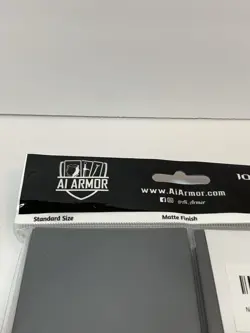 AI ARMOR
www.AiArmor.com
@Ai_Armor
Standard Size
Matte Finish